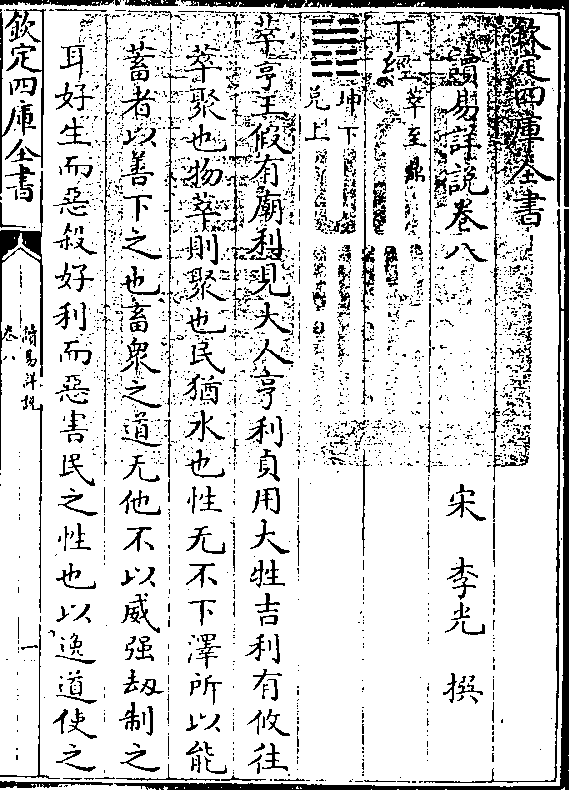 欽定四庫全書
讀易詳說卷八
宋 李光 撰
下經 萃至鼎
坤下
兌上
萃亨王假有廟利見大人亨利貞用大牲吉利有攸往
萃聚也物萃則聚也民猶水也性无不下澤所以能
蓄者以善下之也畜衆之道无他不以威强劫制之
耳好生而惡殺好利而惡害民之性也以逸道使之
欽定四庫全書
讀易詳說
卷八
一